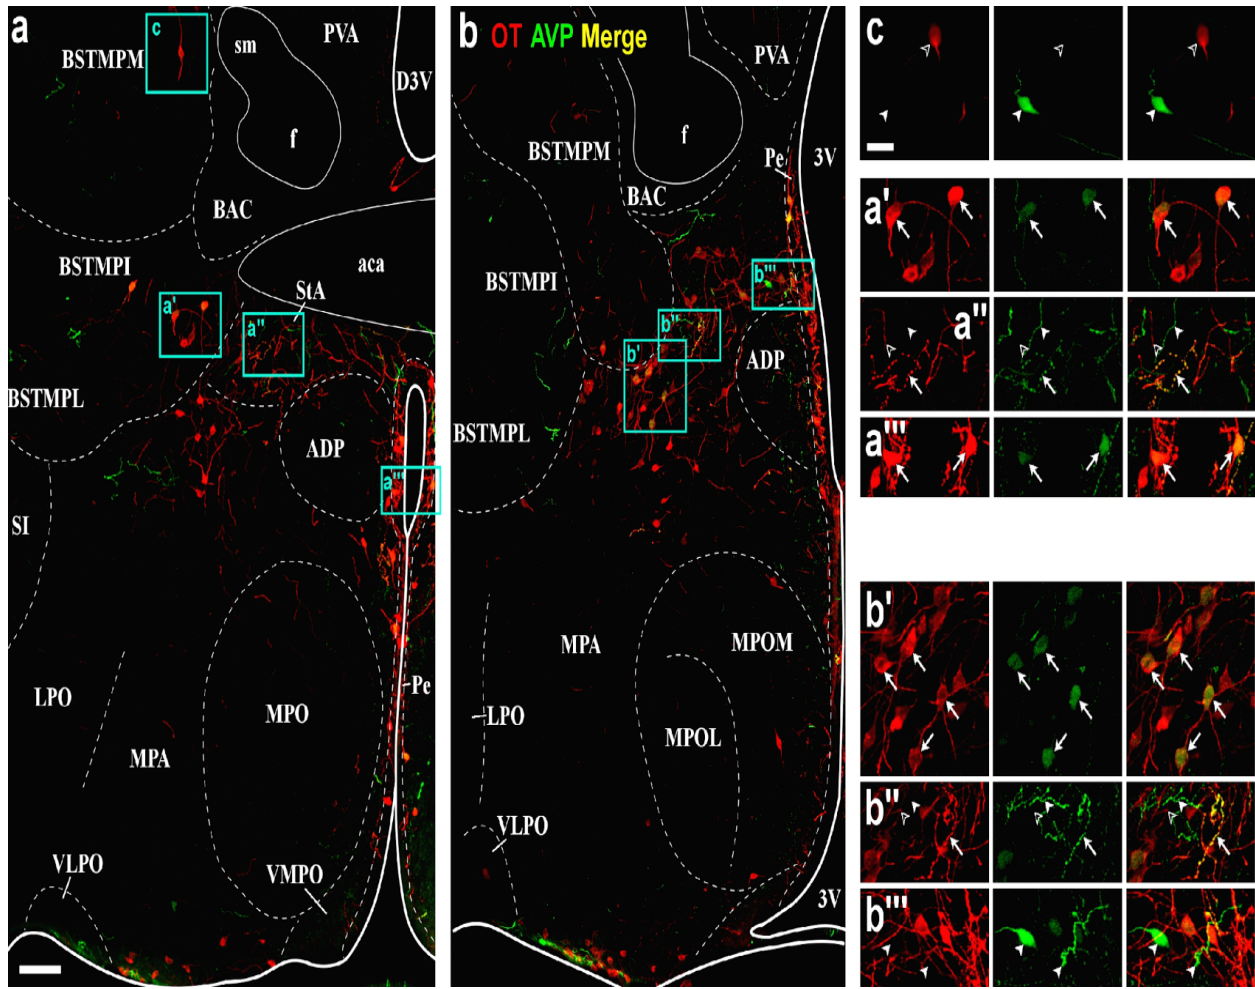 a
c
BSTMPM
sm
PVA
D3V
f
BAC
BSTMPI
aca
StA
a'
a''
BSTMPL
ADP
a'''
SI
LPO
MPO
Pe
MPA
VLPO
VMPO
b OT AVP Merge
PVA
f
BSTMPM
3V
Pe
BAC
BSTMPI
b'''
b''
b'
ADP
BSTMPL
MPA
MPOM
LPO
MPOL
VLPO
3V
c
a'
a''
a'''
b'
b''
b'''